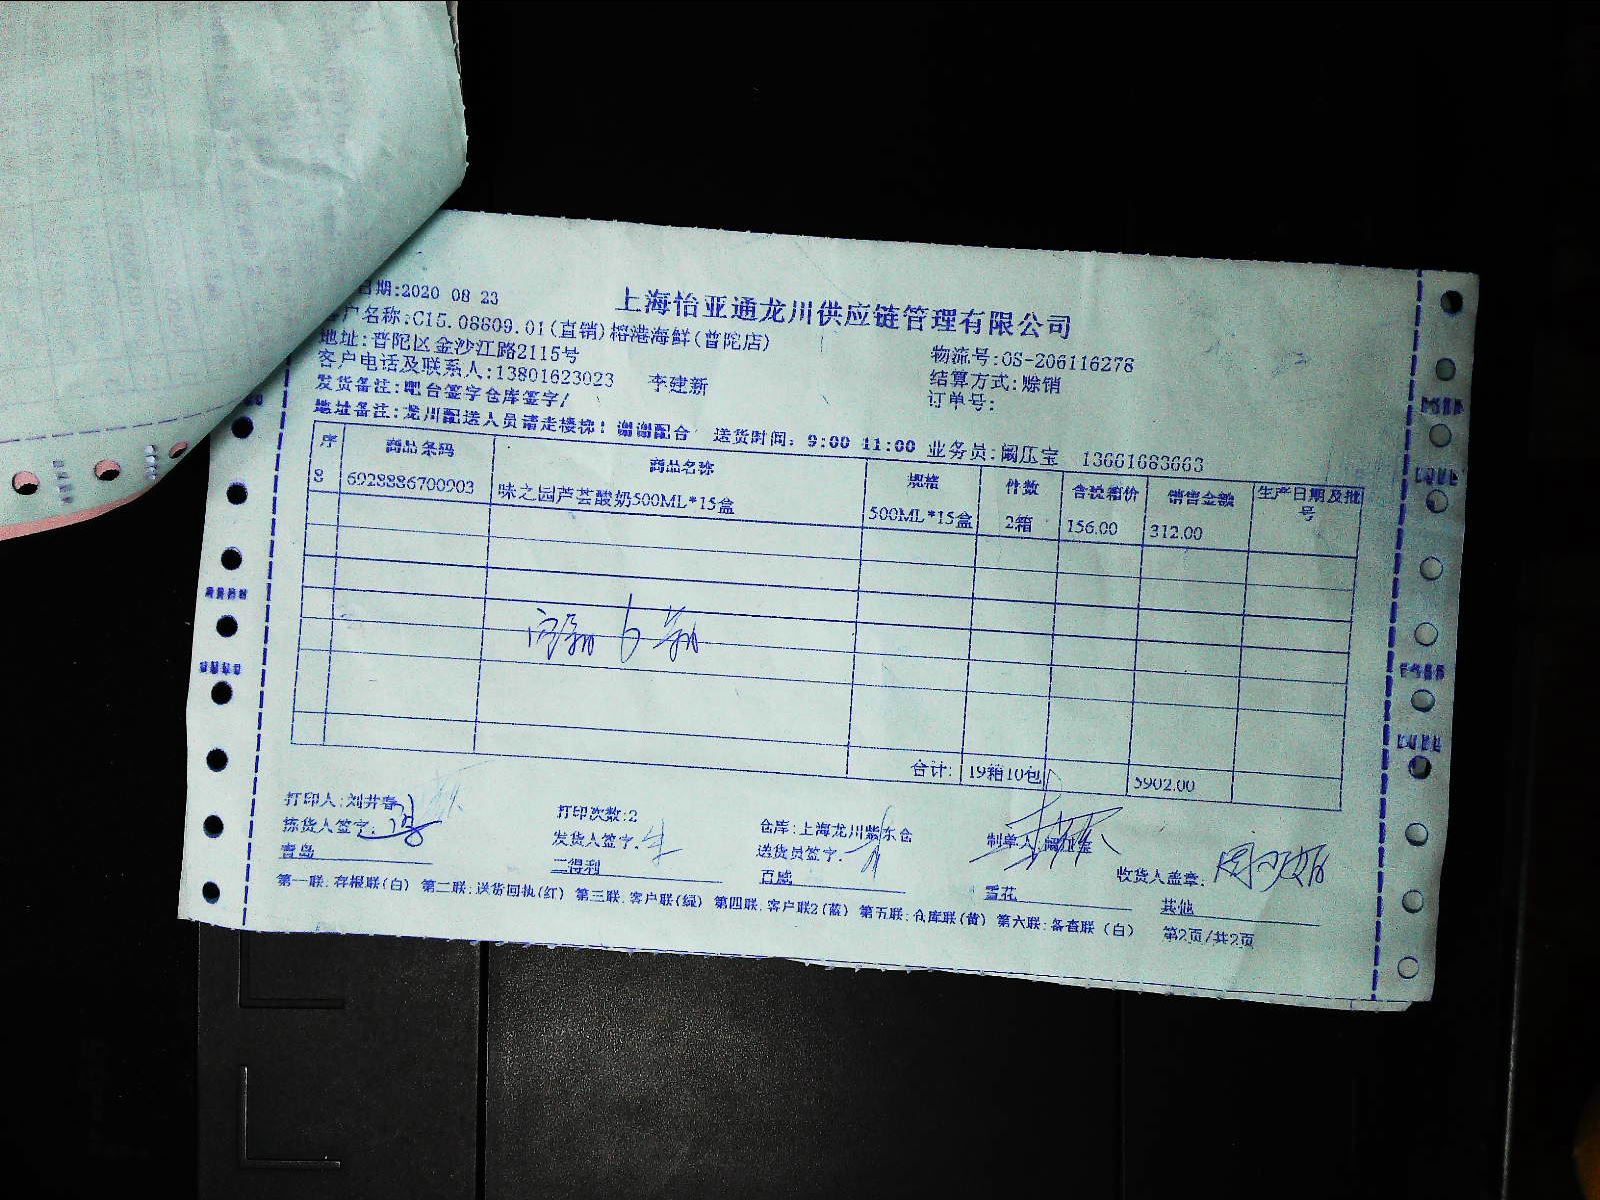 日期:2020 08 23
上海怡亚通龙川供应链管理有限公司
户名称:C15.08809.01(直销)榕港海鲜(普陀店)
地址:普陀区金沙江路2115号
物流号:OS-206116278
客户电话及联系人:13801623023 李建新
结算方式:赊销
发货备注:吧台签字仓库签字/
订单号:
地址备注:龙川配送人员请走楼梯!谢谢配合 送货时间:9:00 11:00 业务员:阚压宝 13661683663
序 商品条码 商品名称 规格 件数 含税箱价 销售金额 生产日期及批号
8 6928886700903 味之园芦荟酸奶500ML*15盒 500ML*15盒 2箱 156.00 312.00
合计: 19箱10包 5902.00
打印人:刘井春 打印次数:2 仓库:上海龙川紫东仓 制单人:阚压宝
拣货人签字: 发货人签字: 送货员签字: 收货人盖章:
青岛 三得利 百威 雪花 其他
第一联:存根联(白) 第二联:送货回执(红) 第三联:客户联(绿) 第四联:客户联2(蓝) 第五联:仓库联(黄) 第六联:备查联(白) 第2页/共2页